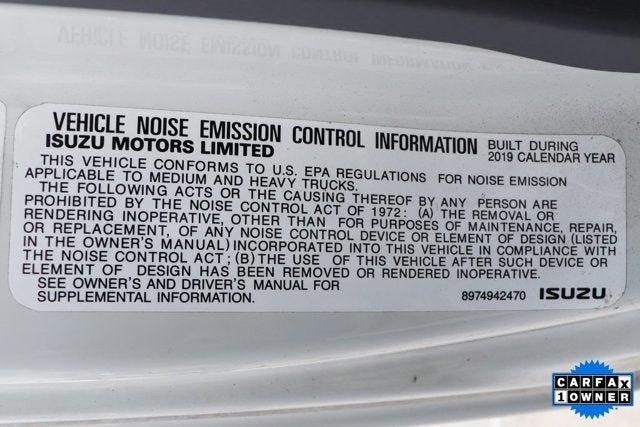 VEHICLE NOISE EMISSION CONTROL INFORMATION
VEHICLE NOISE EMISSION CONTROL INFORMATION BUILT DURING
ISUZU MOTORS LIMITED 2019 CALENDAR YEAR
THIS VEHICLE CONFORMS TO U.S. EPA REGULATIONS FOR NOISE EMISSION
APPLICABLE TO MEDIUM AND HEAVY TRUCKS.
THE FOLLOWING ACTS OR THE CAUSING THEREOF BY ANY PERSON ARE
PROHIBITED BY THE NOISE CONTROL ACT OF 1972: (A) THE REMOVAL OR
RENDERING INOPERATIVE, OTHER THAN FOR PURPOSES OF MAINTENANCE, REPAIR,
OR REPLACEMENT, OF ANY NOISE CONTROL DEVICE OR ELEMENT OF DESIGN (LISTED
IN THE OWNER'S MANUAL) INCORPORATED INTO THIS VEHICLE IN COMPLIANCE WITH
THE NOISE CONTROL ACT; (B) THE USE OF THIS VEHICLE AFTER SUCH DEVICE OR
ELEMENT OF DESIGN HAS BEEN REMOVED OR RENDERED INOPERATIVE.
SEE OWNER'S AND DRIVER'S MANUAL FOR
SUPPLEMENTAL INFORMATION. 8974942470 ISUZU
CARFAX
1 OWNER